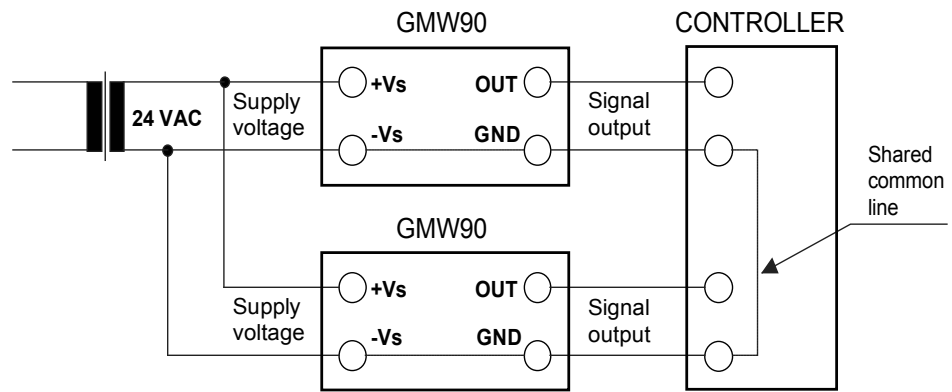 GMW90
CONTROLLER
24 VAC
Supply
voltage
+Vs
OUT
-Vs
GND
Signal
output
Shared
common
line
GMW90
Supply
voltage
+Vs
OUT
-Vs
GND
Signal
output